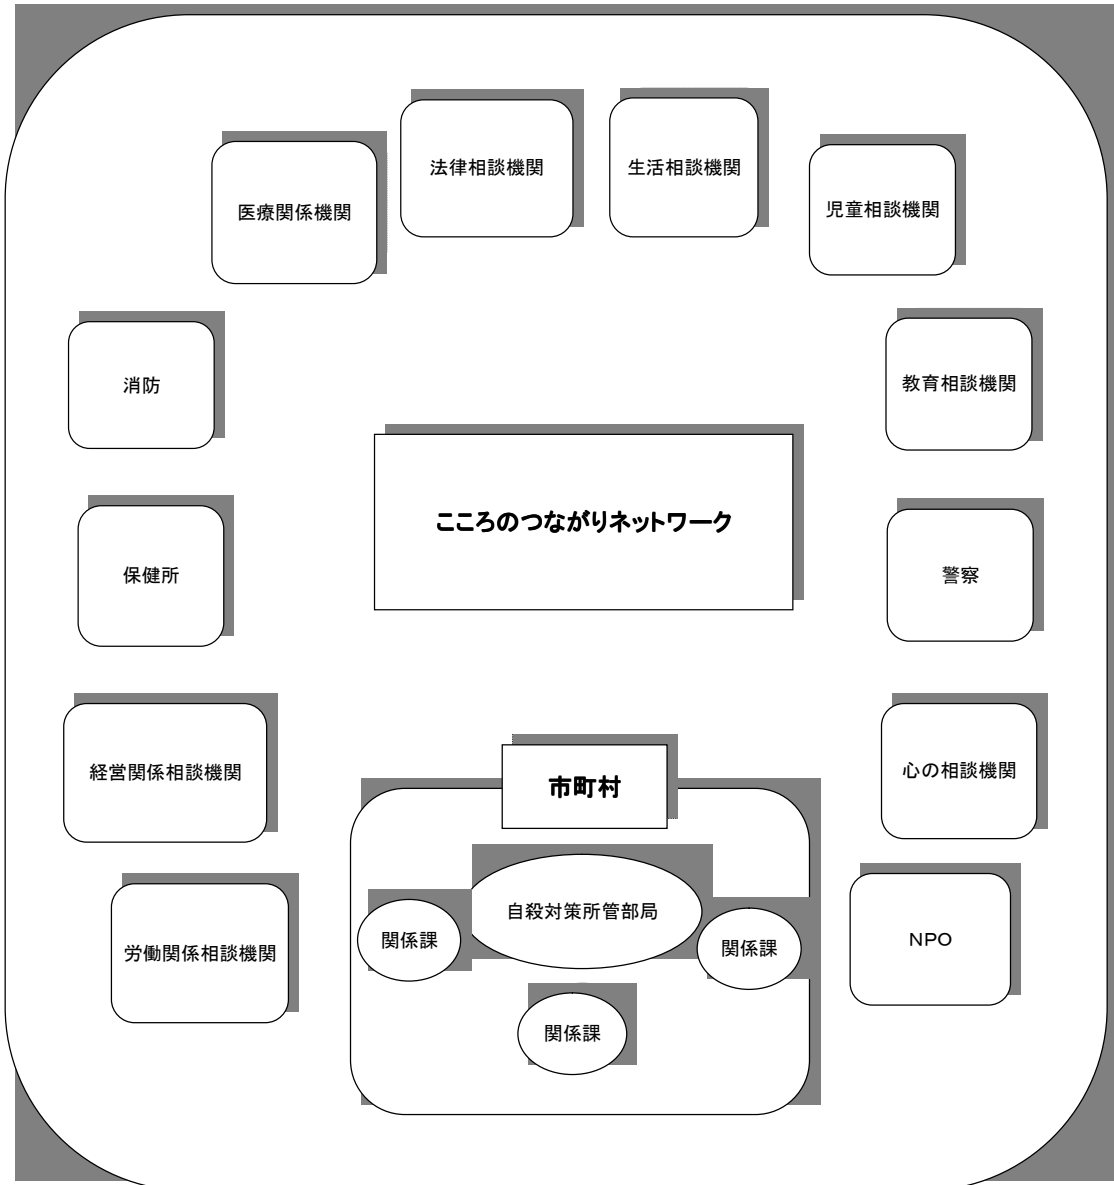 法律相談機関
生活相談機関
医療関係機関
児童相談機関
消防
教育相談機関
こころのつながりネットワーク
保健所
警察
経営関係相談機関
心の相談機関
市町村
自殺対策所管部局
関係課
関係課
NPO
労働関係相談機関
関係課